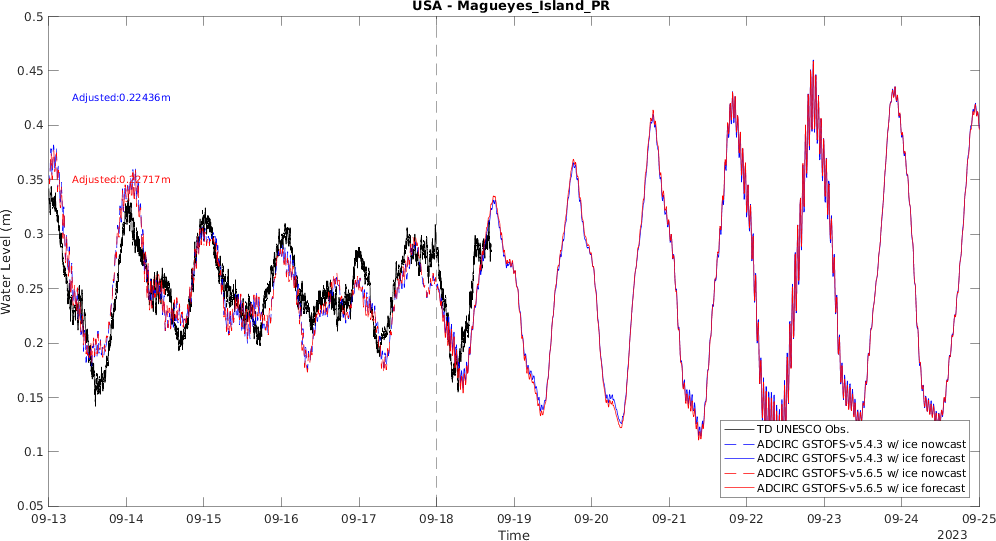 USA - Magueyes_Island_PR
0.5
0.45
0.4
0.35
0.3
0.25
0.2
0.15
0.1
0.05
Water Level (m)
Adjusted:0.22436m
TD UNESCO Obs.
ADCIRC GSTOFS-v5.4.3 w/ ice nowcast
ADCIRC GSTOFS-v5.4.3 w/ ice forecast
ADCIRC GSTOFS-v5.6.5 w/ ice nowcast
ADCIRC GSTOFS-v5.6.5 w/ ice forecast
09-13 09-14 09-15 09-16 09-17 09-18 09-19 09-20 09-21 09-22 09-23 09-24 09-25
Time
2023